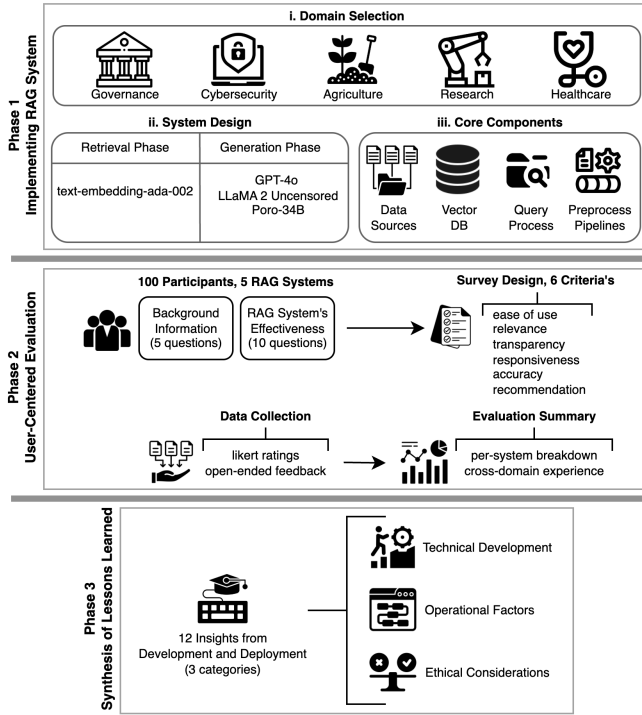 Phase 1
Implementing RAG System
i. Domain Selection
Governance
Cybersecurity
Agriculture
Research
Healthcare
ii. System Design
Retrieval Phase
Generation Phase
text-embedding-ada-002
GPT-4o
LLaMA 2 Uncensored
Poro-34B
iii. Core Components
Data
Sources
Vector
DB
Query
Process
Preprocess
Pipelines
Phase 2
User-Centered Evaluation
100 Participants, 5 RAG Systems
Background
Information
(5 questions)
RAG System's
Effectiveness
(10 questions)
Survey Design, 6 Criteria's
ease of use
relevance
transparency
responsiveness
accuracy
recommendation
Data Collection
likert ratings
open-ended feedback
Evaluation Summary
per-system breakdown
cross-domain experience
Phase 3
Synthesis of Lessons Learned
12 Insights from
Development and Deployment
(3 categories)
Technical Development
Operational Factors
Ethical Considerations